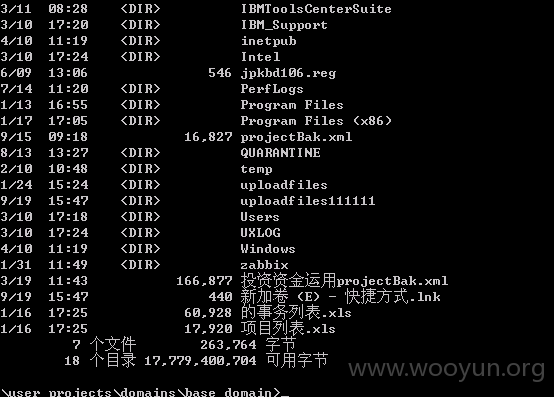 3/11 08:28 <DIR> IBMToolsCenterSuite
3/10 17:20 <DIR> IBM_Support
4/10 11:19 <DIR> inetpub
3/10 17:24 <DIR> Intel
6/09 13:06 546 jpkbd106.reg
7/14 11:20 <DIR> PerfLogs
1/13 16:55 <DIR> Program Files
1/17 17:05 <DIR> Program Files (x86)
9/15 09:18 16,827 projectBak.xml
8/13 13:27 <DIR> QUARANTINE
2/10 10:48 <DIR> temp
1/24 15:24 <DIR> uploadfiles
9/19 15:47 <DIR> uploadfiles111111
3/10 17:18 <DIR> Users
3/10 17:24 <DIR> UXLOG
4/10 11:19 <DIR> Windows
1/31 11:49 <DIR> zabbix
3/19 11:43 166,877 投资资金运用projectBak.xml
9/19 15:47 440 新加卷 (E) - 快捷方式.lnk
1/16 17:25 60,928 的事务列表.xls
1/16 17:25 17,920 项目列表.xls
7 个文件 263,764 字节
18 个目录 17,779,400,704 可用字节
www.wooyun.org
\user_projects\domains\base_domain>_